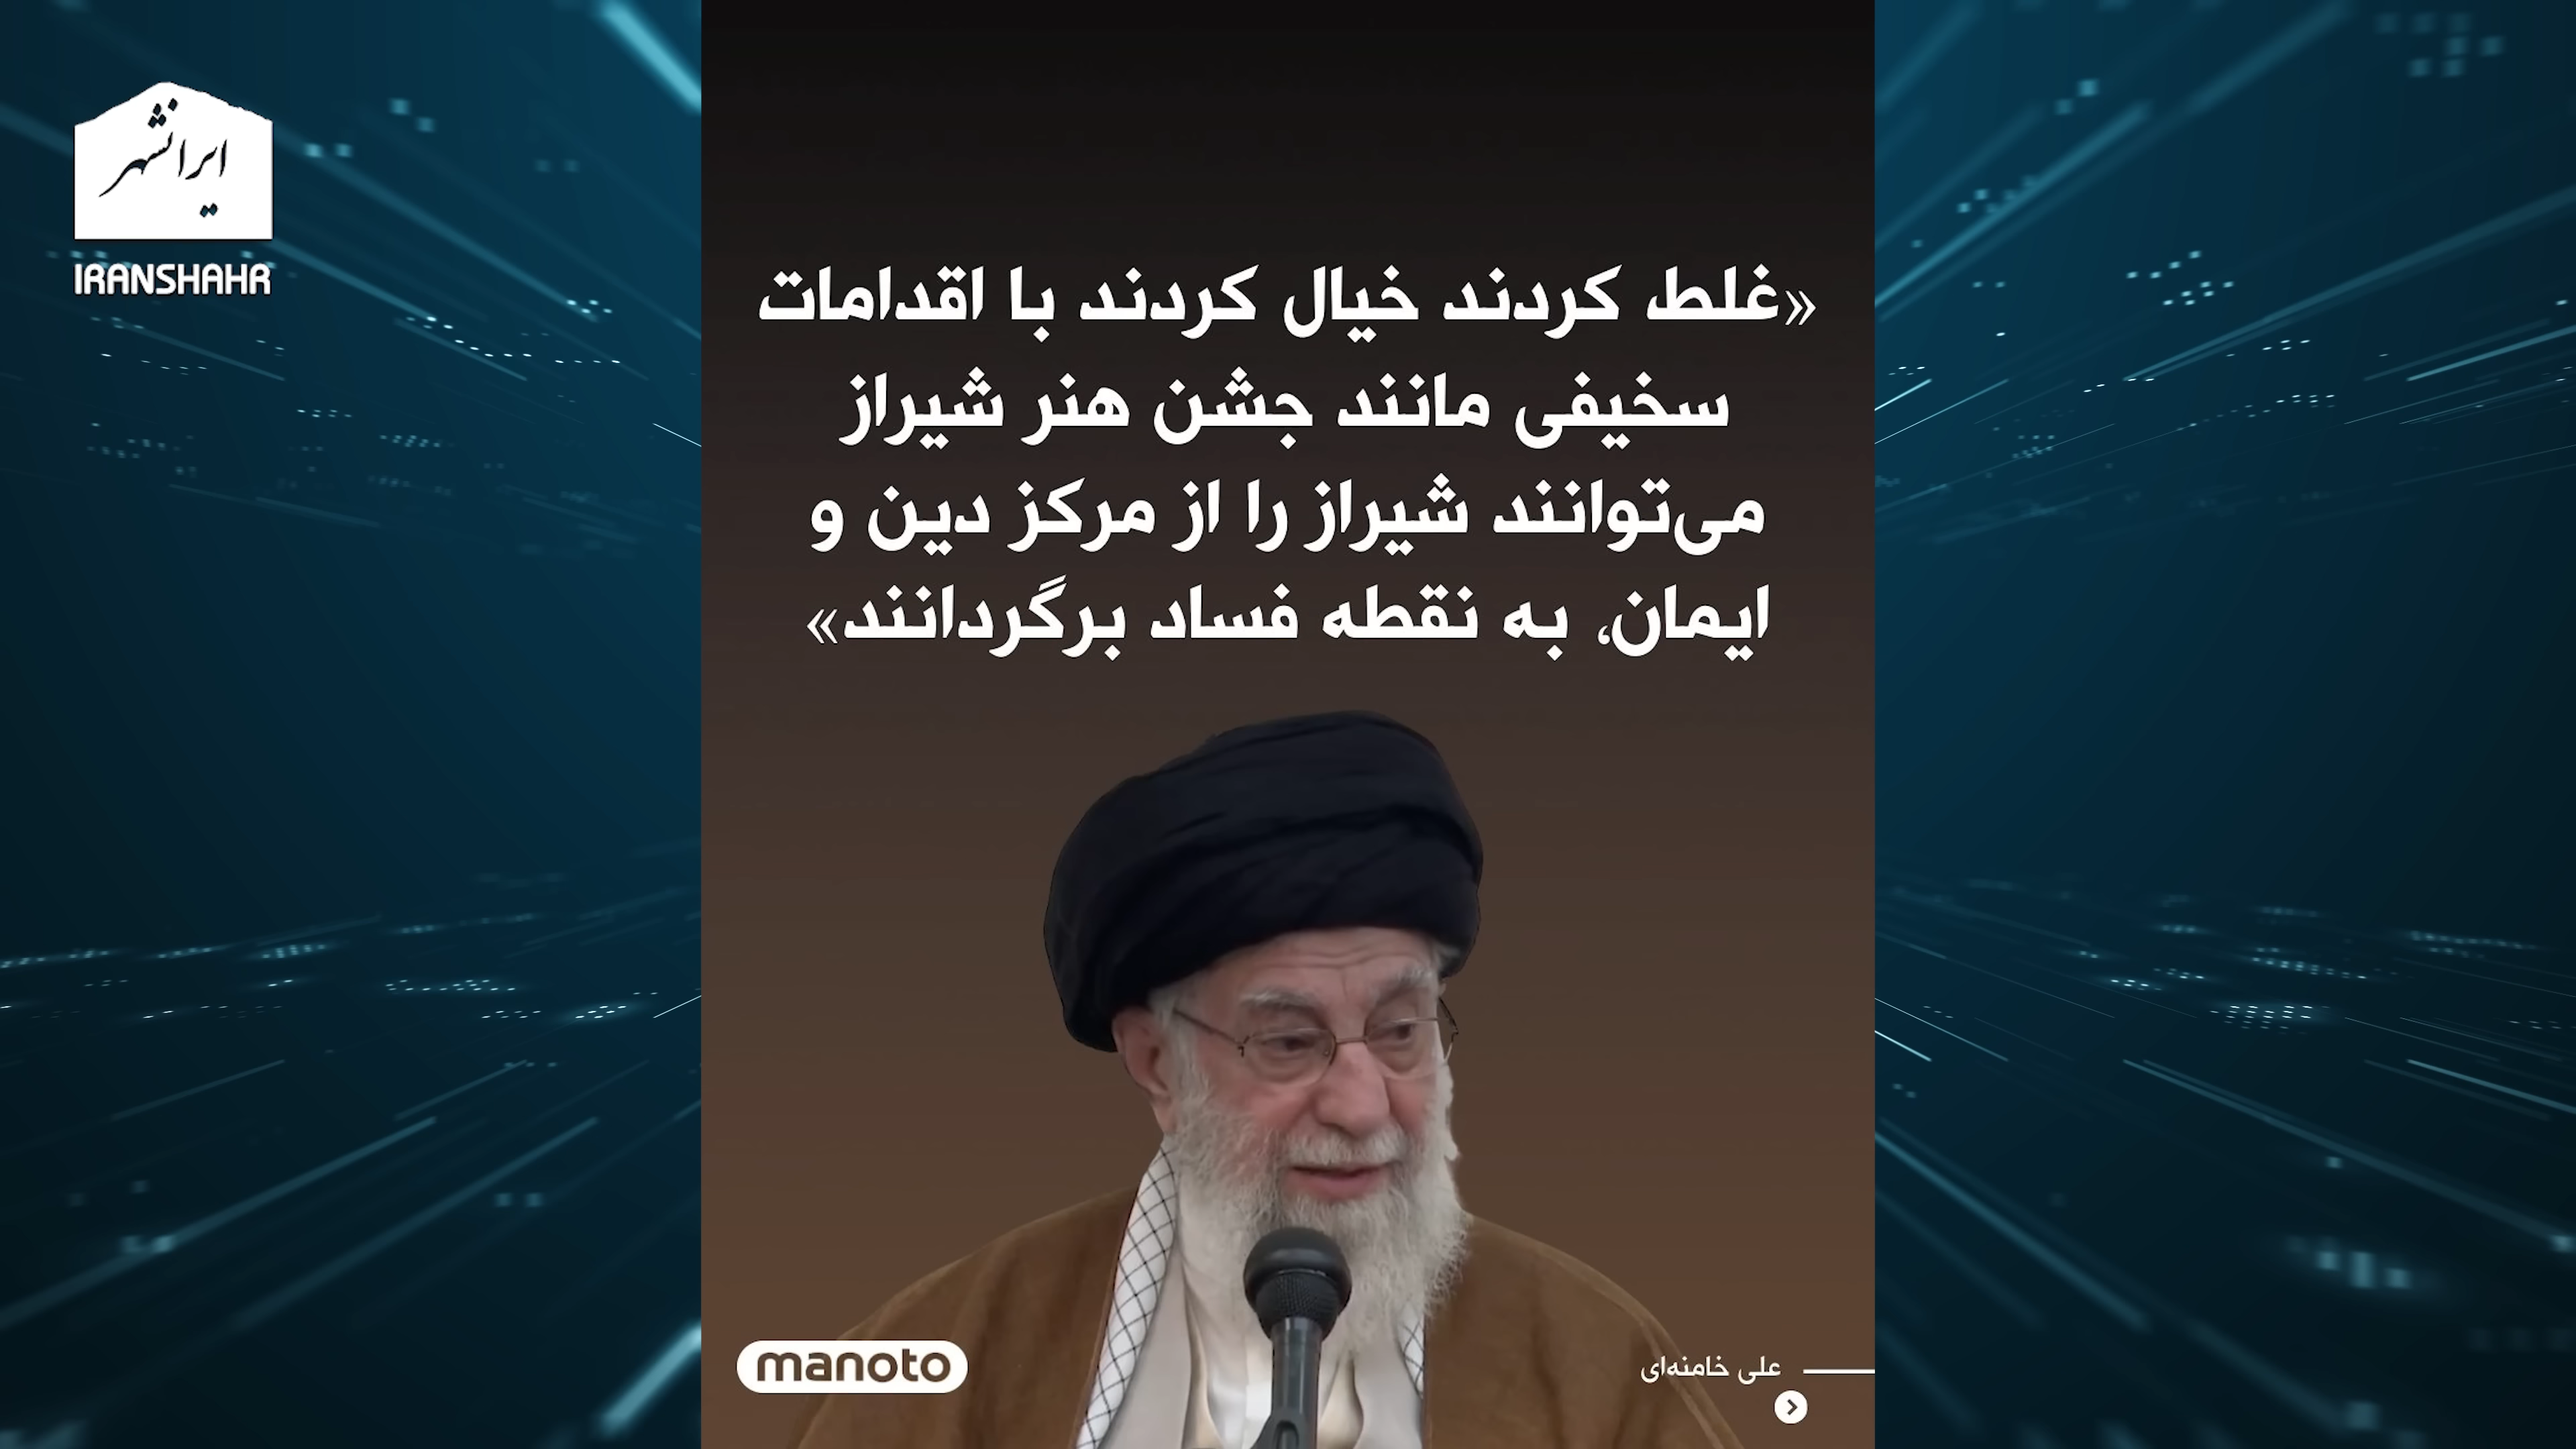 ایرانشهر
IRANSHAHR
«غلط کردند خیال کردند با اقدامات
سخیفی مانند جشن هنر شیراز
می‌توانند شیراز را از مرکز دین و
ایمان، به نقطه فساد برگردانند»
علی خامنه‌ای
manoto